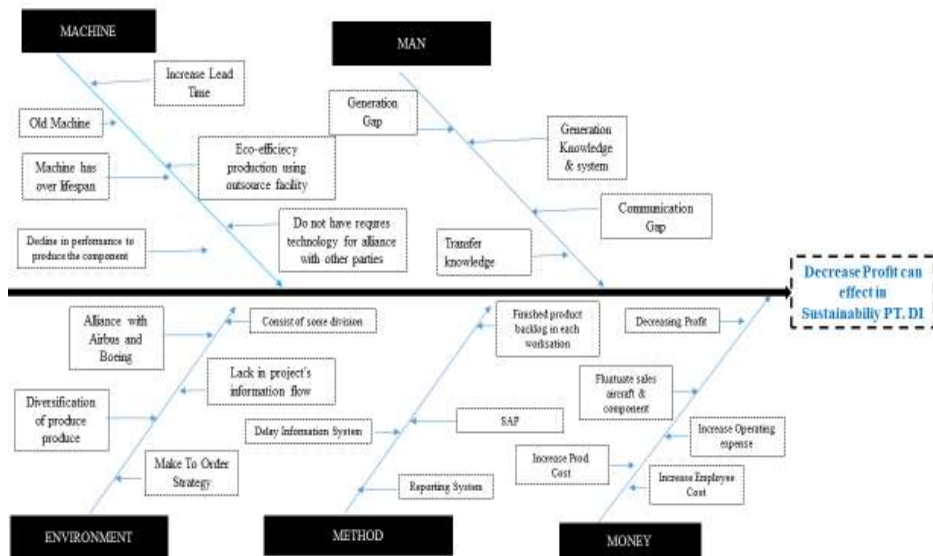 MACHINE
MAN
Increase Lead
Time
Old Machine
Machine has
over lifespan
Eco-efficiecy
production using
outsource facility
Decline in performance to
produce the component
Do not have requres
technology for alliance
with other parties
Generation
Gap
Generation
Knowledge
& system
Communication
Gap
Transfer
knowledge
Decrease Profit can
effect in
Sustainabiliy PT. DI
Alliance with
Airbus and
Boeing
Consist of some division
Lack in project's
information flow
Diversification
of produce
produce
Make To Order
Strategy
Finished product
backlog in each
worksation
Delay Information System
SAP
Reporting System
Decreasing Profit
Fluatuate sales
aircraft &
component
Increase Operating
expense
Increase Prod.
Cost
Increase Employee
Cost
ENVIRONMENT
METHOD
MONEY